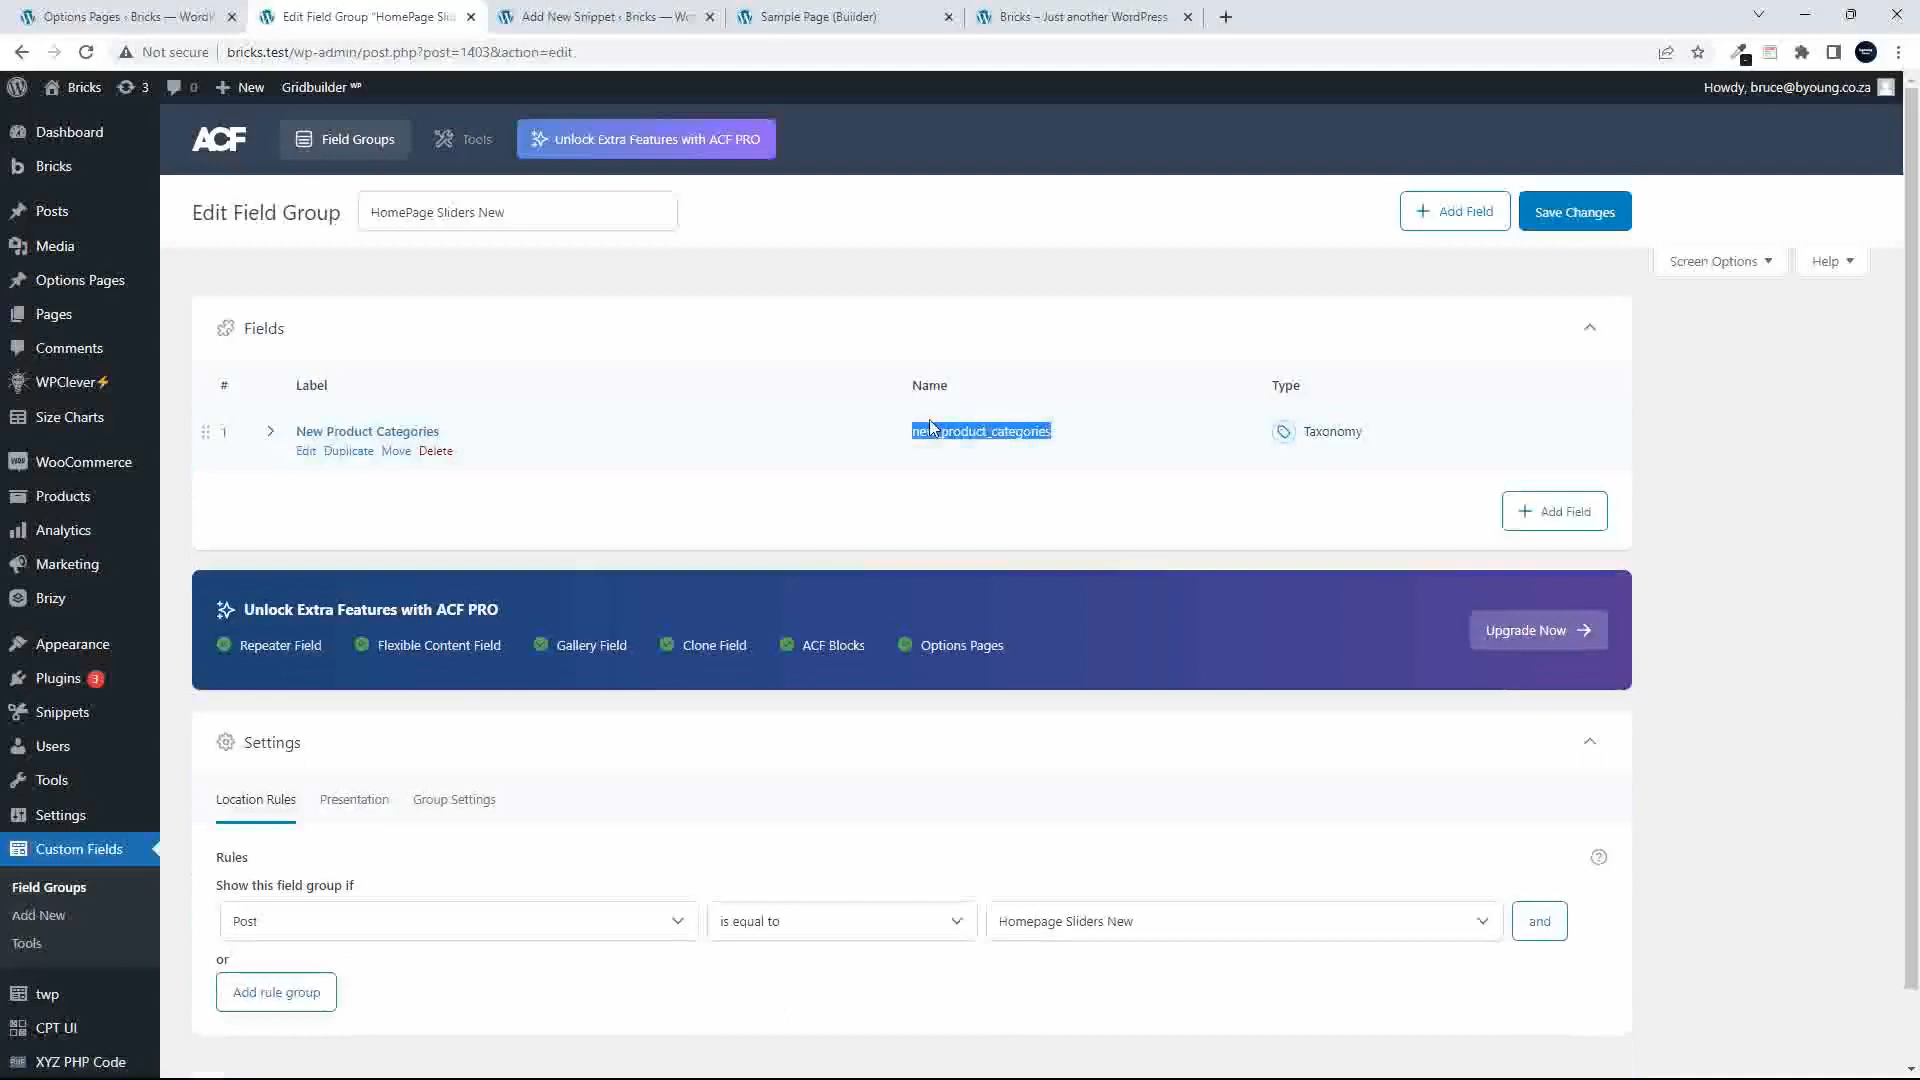 Options Pages ‹ Bricks — WordP
Edit Field Group "HomePage Sli
Add New Snippet ‹ Bricks — Wo
Sample Page (Builder)
Bricks – Just another WordPress
Not secure
bricks.test/wp-admin/post.php?post=1403&action=edit
Bricks
3
0
New
Gridbuilder ᵂᴾ
Howdy, bruce@byoung.co.za
Dashboard
Bricks
Posts
Media
Options Pages
Pages
Comments
WPClever⚡
Size Charts
WooCommerce
Products
Analytics
Marketing
Brizy
Appearance
Plugins 3
Snippets
Users
Tools
Settings
Custom Fields
Field Groups
Add New
Tools
twp
CPT UI
XYZ PHP Code
ACF
Field Groups
Tools
Unlock Extra Features with ACF PRO
Edit Field Group
HomePage Sliders New
Add Field
Save Changes
Screen Options
Help
Fields
# Label Name Type
1 New Product Categories new_product_categories Taxonomy
Edit Duplicate Move Delete
Add Field
Unlock Extra Features with ACF PRO
Repeater Field Flexible Content Field Gallery Field Clone Field ACF Blocks Options Pages
Upgrade Now
Settings
Location Rules Presentation Group Settings
Rules
Show this field group if
Post is equal to Homepage Sliders New and
or
Add rule group